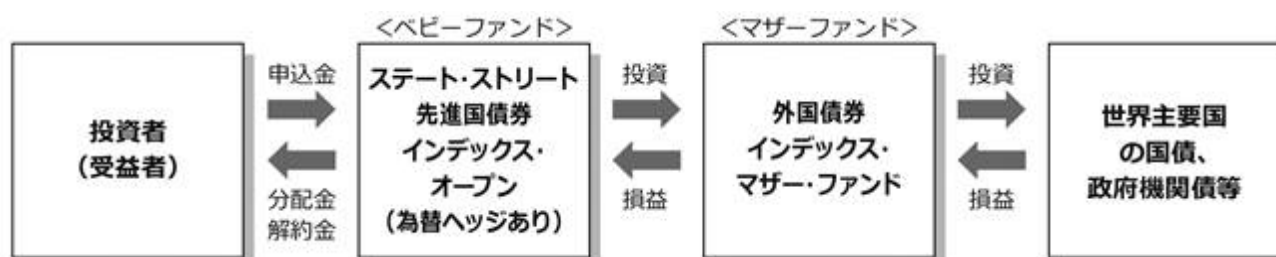 投資者
（受益者）
申込金
分配金
解約金
＜ベビーファンド＞
ステート・ストリート
先進国債券
インデックス・
オープン
（為替ヘッジあり）
投資
損益
＜マザーファンド＞
外国債券
インデックス・
マザー・ファンド
投資
損益
世界主要国
の国債、
政府機関債等